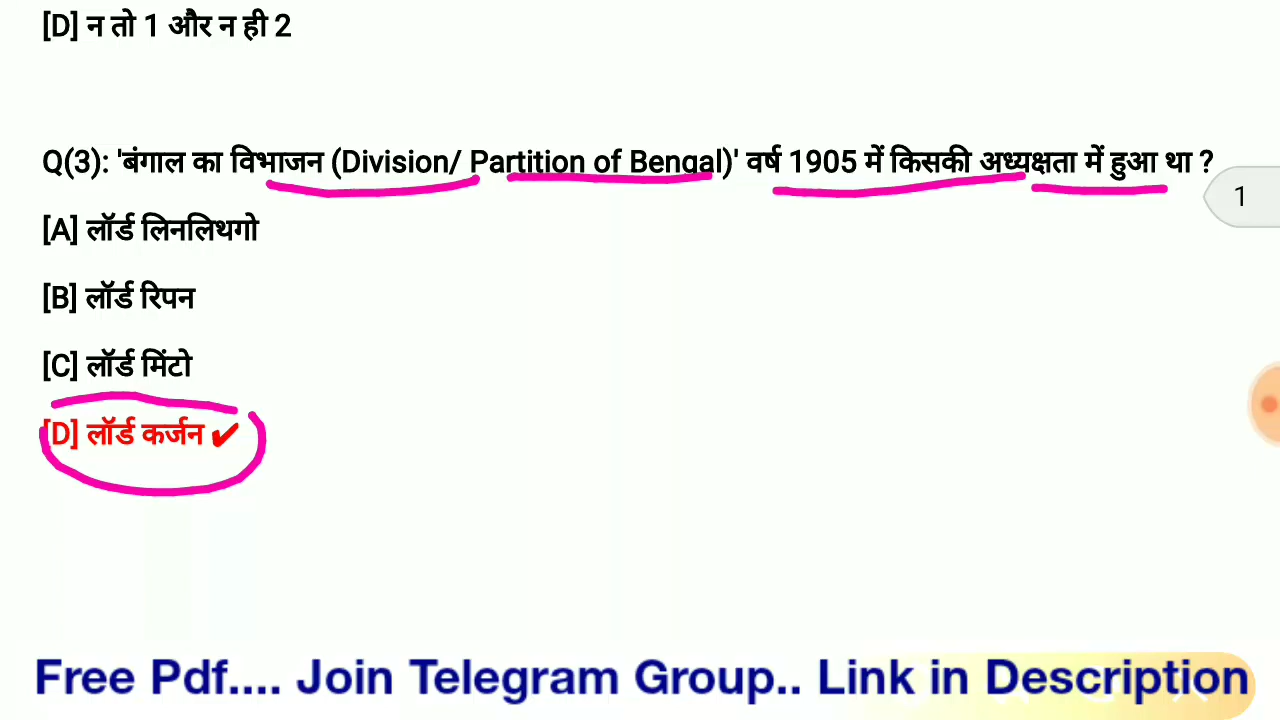 [D] न तो 1 और न ही 2
Q(3): 'बंगाल का विभाजन (Division/ Partition of Bengal)' वर्ष 1905 में किसकी अध्यक्षता में हुआ था ?
1
[A] लॉर्ड लिनलिथगो
[B] लॉर्ड रिपन
[C] लॉर्ड मिंटो
[D] लॉर्ड कर्जन ✔
Free Pdf.... Join Telegram Group.. Link in Description